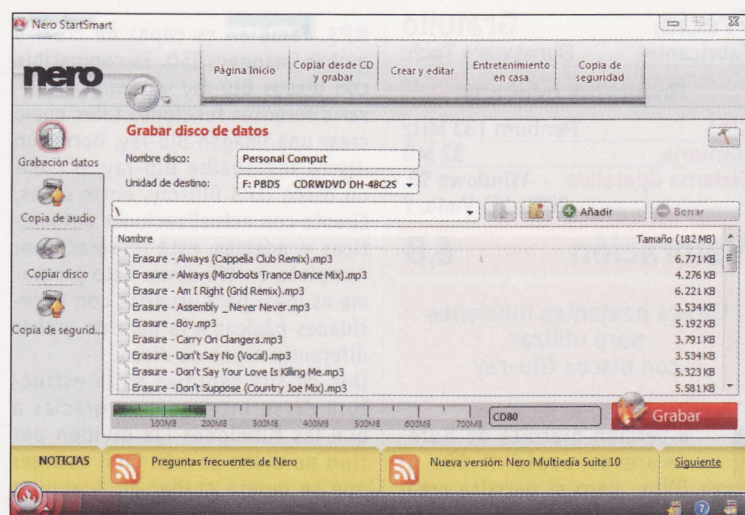 Nero StartSmart
nero
Página Inicio
Copiar desde CD
y grabar
Crear y editar
Entretenimiento
en casa
Copia de
seguridad
Grabación datos
Copia de audio
Copiar disco
Copia de segurid...
Grabar disco de datos
Nombre disco:
Personal Comput
Unidad de destino:
F: PBDS CDRWDVD DH-48C2S
\
Añadir
Borrar
Nombre
Tamaño (182 MB)
Erasure - Always (Cappella Club Remix).mp3 6.771 KB
Erasure - Always (Microbots Trance Dance Mix).mp3 4.276 KB
Erasure - Am I Right (Grid Remix).mp3 6.221 KB
Erasure - Assembly _ Never Never.mp3 3.534 KB
Erasure - Boy.mp3 5.192 KB
Erasure - Carry On Clangers.mp3 3.791 KB
Erasure - Don't Say No (Vocal).mp3 3.534 KB
Erasure - Don't Say Your Love Is Killing Me.mp3 5.323 KB
Erasure - Don't Suppose (Country Joe Mix).mp3 5.581 KB
100MB 200MB 300MB 400MB 500MB 600MB 700MB
CD80
Grabar
NOTICIAS
Preguntas frecuentes de Nero
Nueva versión: Nero Multiedia Suite 10
Siguiente